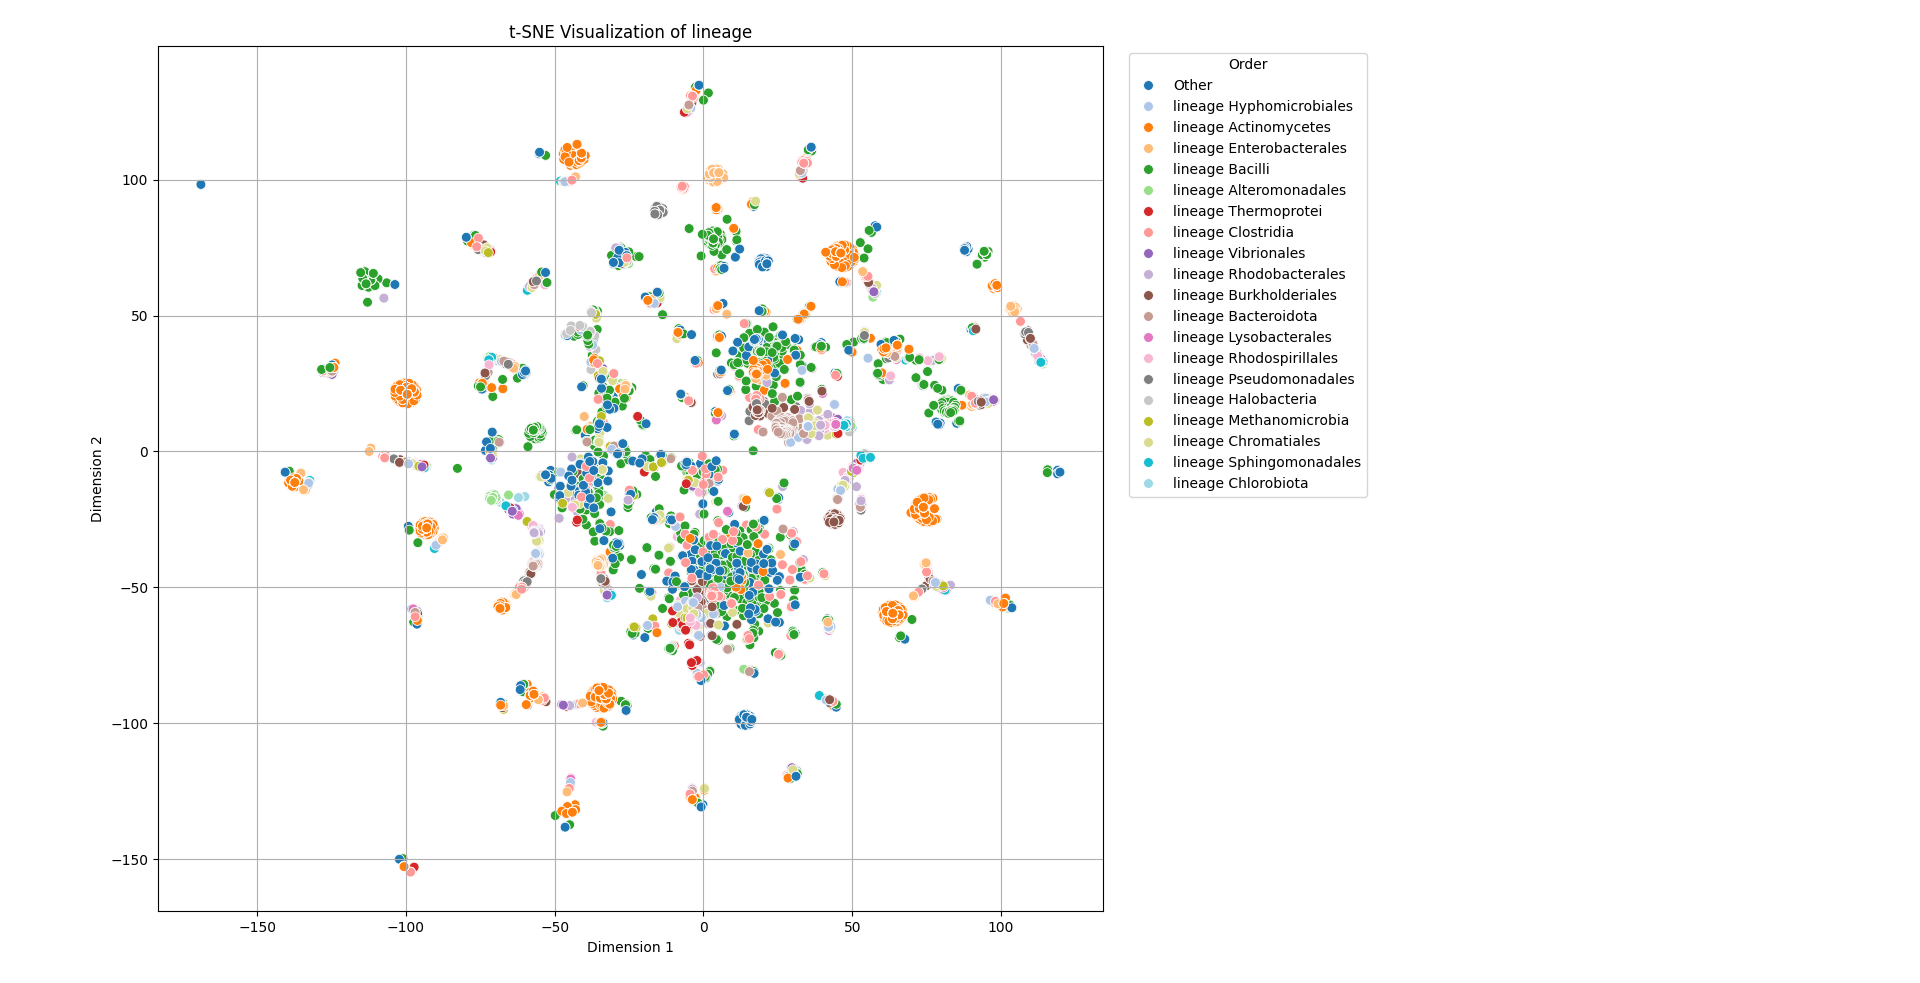 t-SNE Visualization of lineage
Order
Other
lineage Hyphomicrobiales
lineage Actinomycetes
lineage Enterobacterales
lineage Bacilli
lineage Alteromonadales
lineage Thermoprotei
lineage Clostridia
lineage Vibrionales
lineage Rhodobacterales
lineage Burkholderiales
lineage Bacteroidota
lineage Lysobacterales
lineage Rhodospirillales
lineage Pseudomonadales
lineage Halobacteria
lineage Methanomicrobia
lineage Chromatiales
lineage Sphingomonadales
lineage Chlorobiota
Dimension 2
100
50
0
−50
−100
−150
−150
−100
−50
0
50
100
Dimension 1